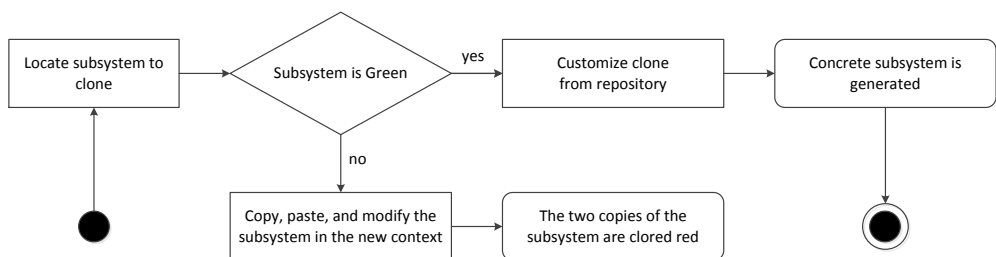 Locate subsystem to
clone
Subsystem is Green
yes
Customize clone
from repository
Concrete subsystem is
generated
no
Copy, paste, and modify the
subsystem in the new context
The two copies of the
subsystem are clored red